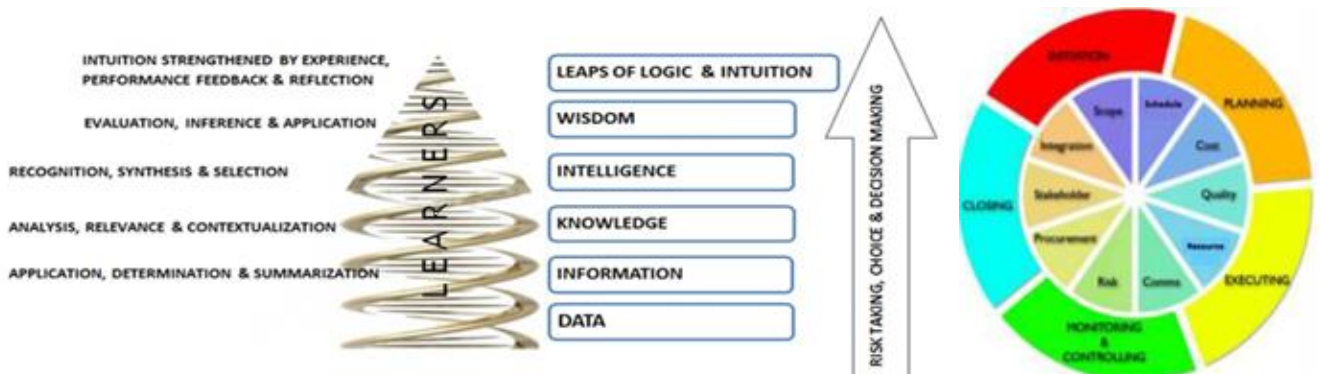 INTUITION STRENGTHENED BY EXPERIENCE,
PERFORMANCE FEEDBACK & REFLECTION
EVALUATION, INFERENCE & APPLICATION
RECOGNITION, SYNTHESIS & SELECTION
ANALYSIS, RELEVANCE & CONTEXTUALIZATION
APPLICATION, DETERMINATION & SUMMARIZATION
LEARNERS
LEAPS OF LOGIC & INTUITION
WISDOM
INTELLIGENCE
KNOWLEDGE
INFORMATION
DATA
RISK TAKING, CHOICE & DECISION MAKING
INITIATION
PLANNING
EXECUTING
MONITORING
&
CONTROLLING
CLOSING
Scope
Schedule
Cost
Quality
Resource
Comms
Risk
Procurement
Stakeholder
Integration